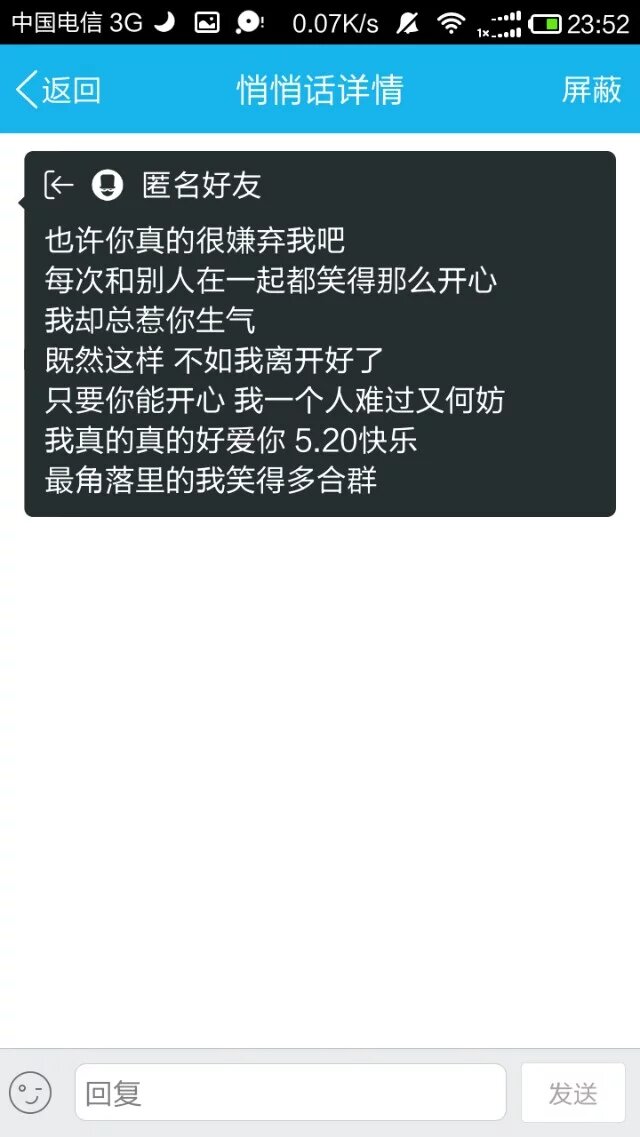 中国电信 3G 0.07K/s 1x 23:52
返回 悄悄话详情 屏蔽
匿名好友
也许你真的很嫌弃我吧
每次和别人在一起都笑得那么开心
我却总惹你生气
既然这样 不如我离开好了
只要你能开心 我一个人难过又何妨
我真的真的好爱你 5.20快乐
最角落里的我笑得多合群
回复 发送